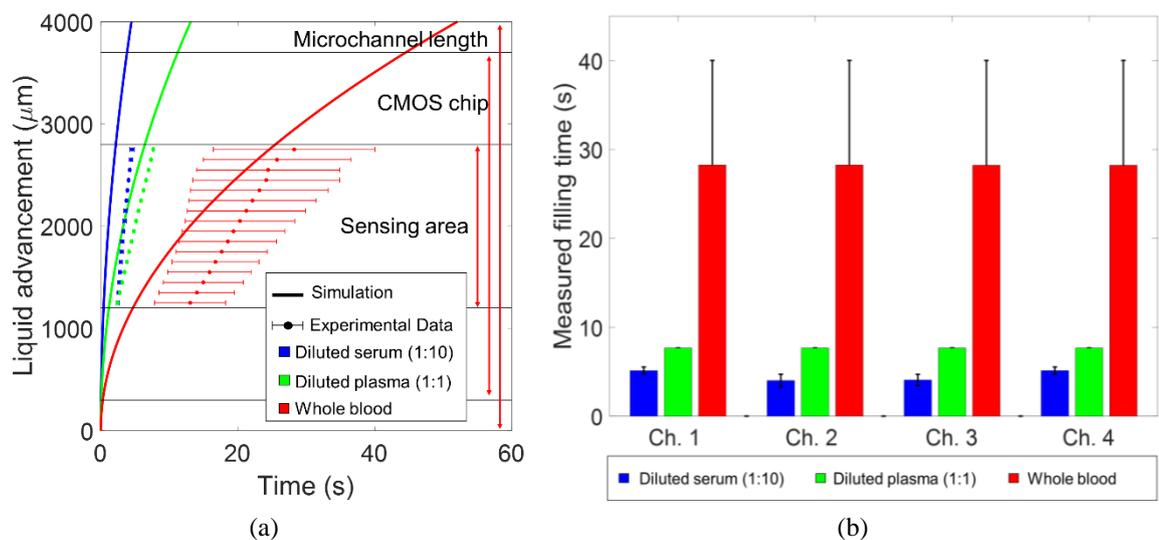 4000
3000
2000
1000
0
Liquid advancement (μm)
Microchannel length
CMOS chip
Sensing area
Simulation
Experimental Data
Diluted serum (1:10)
Diluted plasma (1:1)
Whole blood
0 20 40 60
Time (s)
(a)
40
30
20
10
0
Measured filling time (s)
Ch. 1 Ch. 2 Ch. 3 Ch. 4
Diluted serum (1:10) Diluted plasma (1:1) Whole blood
(b)